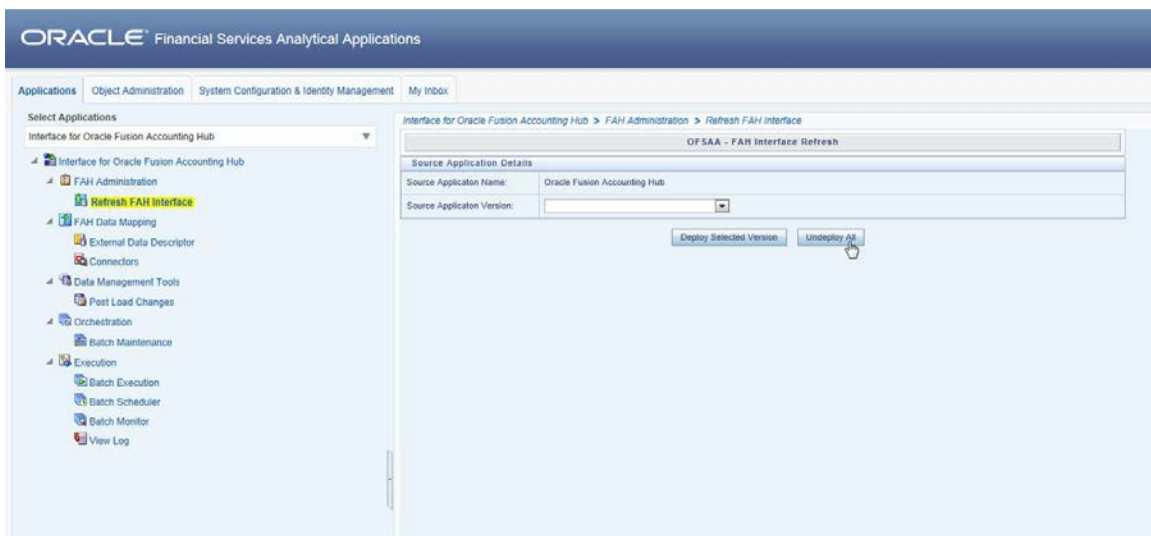 ORACLE® Financial Services Analytical Applications
Applications Object Administration System Configuration & Identity Management My Inbox
Select Applications
Interface for Oracle Fusion Accounting Hub
Interface for Oracle Fusion Accounting Hub
FAH Administration
Refresh FAH Interface
FAH Data Mapping
External Data Descriptor
Connectors
Data Management Tools
Post Load Changes
Orchestration
Batch Maintenance
Execution
Batch Execution
Batch Scheduler
Batch Monitor
View Log
Interface for Oracle Fusion Accounting Hub > FAH Administration > Refresh FAH Interface
OFSAA - FAH Interface Refresh
Source Application Details
Source Applicaton Name: Oracle Fusion Accounting Hub
Source Applicaton Version:
Deploy Selected Version Undeploy All